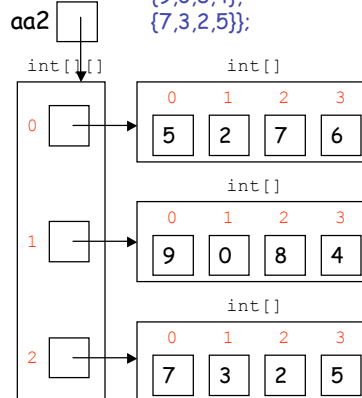 {9,0,8,4},
aa2 {7,3,2,5}};
int[][] int[]
0 1 2 3
0 5 2 7 6
int[]
0 1 2 3
1 9 0 8 4
int[]
0 1 2 3
2 7 3 2 5